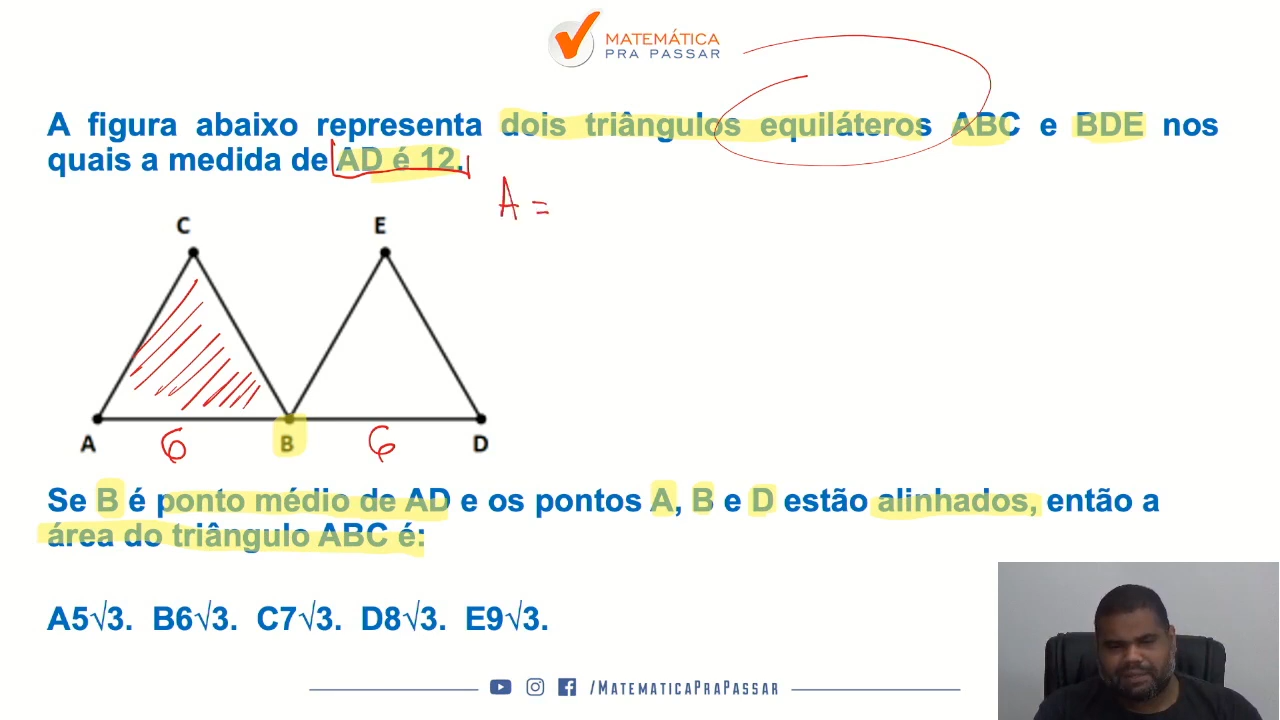 MATEMÁTICA
PRA PASSAR
A figura abaixo representa dois triângulos equiláteros ABC e BDE nos
quais a medida de AD é 12.
A =
C E
A 6 B 6 D
Se B é ponto médio de AD e os pontos A, B e D estão alinhados, então a
área do triângulo ABC é:
A5√3. B6√3. C7√3. D8√3. E9√3.
/MATEMATICAPRAPASSAR